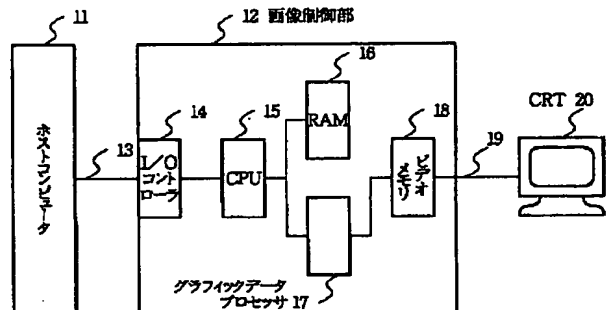 11
12 画像制御部
13
14
I/O
コント
ローラ
15
CPU
16
RAM
ホストコンピュータ
グラフィックデータ
プロセッサ 17
18
ビデオ
メモリ
19
CRT 20